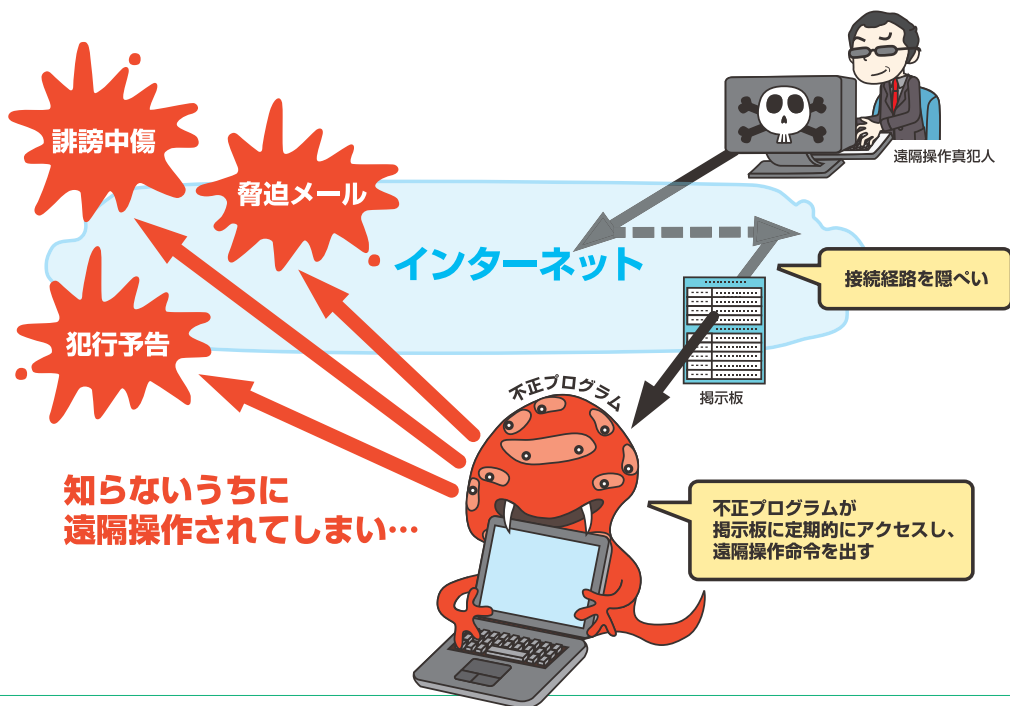 誹謗中傷
脅迫メール
遠隔操作真犯人
インターネット
接続経路を隠ぺい
犯行予告
掲示板
不正プログラム
知らないうちに
遠隔操作されてしまい…
不正プログラムが
掲示板に定期的にアクセスし、
遠隔操作命令を出す